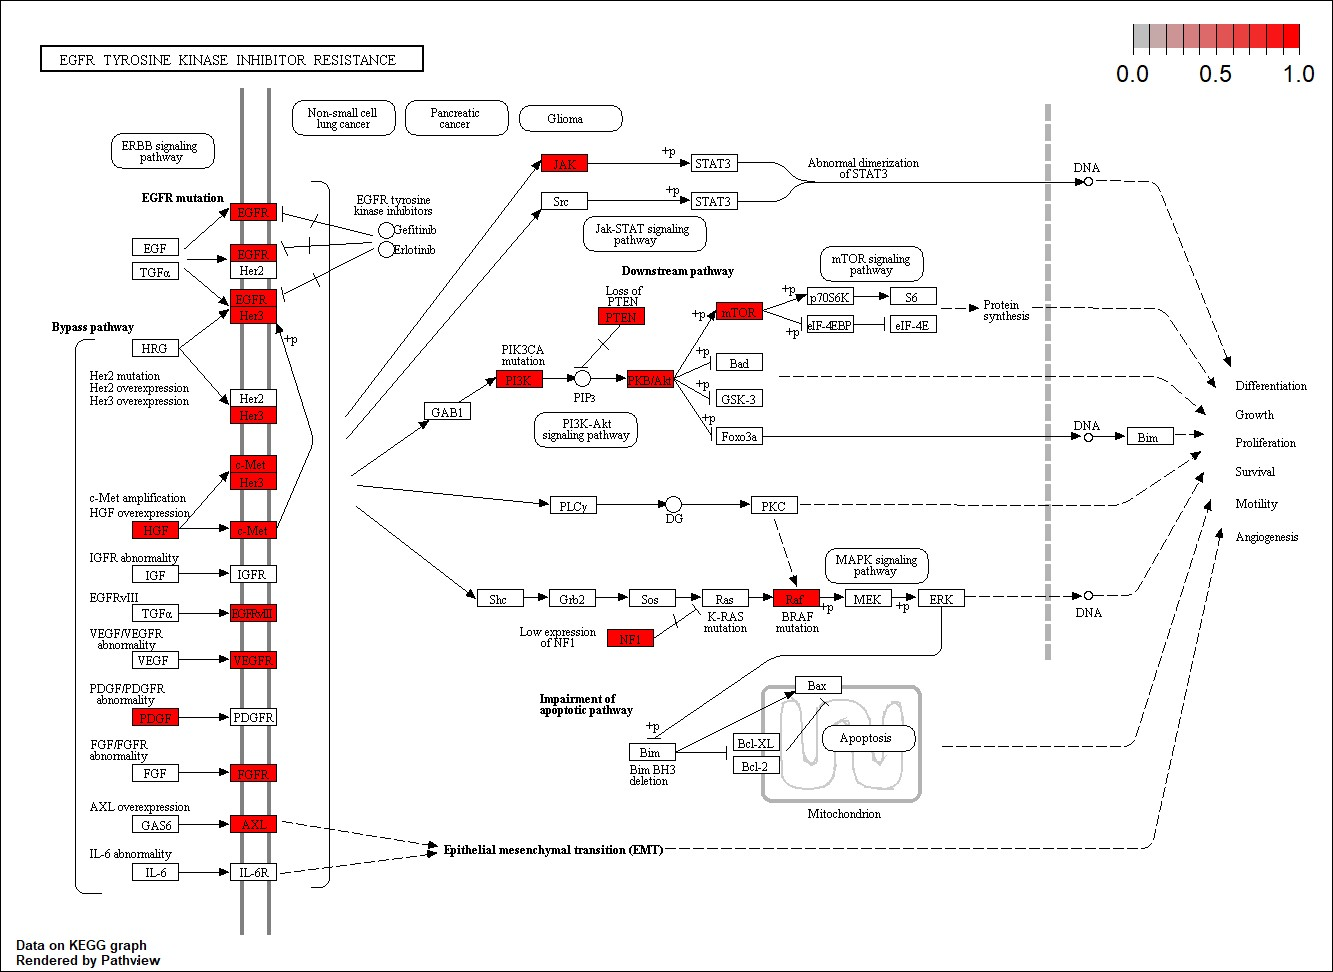 EGFR TYROSINE KINASE INHIBITOR RESISTANCE
0.0 0.5 1.0
Non-small cell
lung cancer
Pancreatic
cancer
Glioma
ERBB signaling
pathway
EGFR mutation
EGFR
EGF
TGFα
EGFR
Her2
EGFR
Her3
EGFR tyrosine
kinase inhibitors
Gefitinib
Erlotinib
JAK
+p
STAT3
Src
+p
STAT3
Abnormal dimerization
of STAT3
DNA
Jak-STAT signaling
pathway
Downstream pathway
mTOR signaling
pathway
Loss of
PTEN
PTEN
mTOR
+p
+p
+p
p70S6K
S6
eIF-4EBP
eIF-4E
Protein
synthesis
Bypass pathway
HRG
+p
Her2 mutation
Her2 overexpression
Her3 overexpression
Her2
Her3
PIK3CA
mutation
PI3K
PIP3
PKB/Akt
+p
Bad
+p
GSK-3
+p
Foxo3a
GAB1
PI3K-Akt
signaling pathway
DNA
Bim
Differentiation
Growth
Proliferation
Survival
Motility
Angiogenesis
c-Met
Her3
c-Met amplification
HGF overexpression
HGF
c-Met
PLCγ
DG
PKC
IGFR abnormality
IGF
IGFR
MAPK signaling
pathway
EGFRvIII
TGFα
EGFRvIII
Shc
Grb2
Sos
Ras
Raf
+p
MEK
+p
ERK
DNA
K-RAS
mutation
BRAF
mutation
Low expression
of NF1
NF1
VEGF/VEGFR
abnormality
VEGF
VEGFR
PDGF/PDGFR
abnormality
PDGF
PDGFR
Impairment of
apoptotic pathway
+p
Bim
Bim BH3
deletion
Bax
Bcl-XL
Bcl-2
Apoptosis
Mitochondrion
FGF/FGFR
abnormality
FGF
FGFR
AXL overexpression
GAS6
AXL
Epithelial mesenchymal transition (EMT)
IL-6 abnormality
IL-6
IL-6R
Data on KEGG graph
Rendered by Pathview